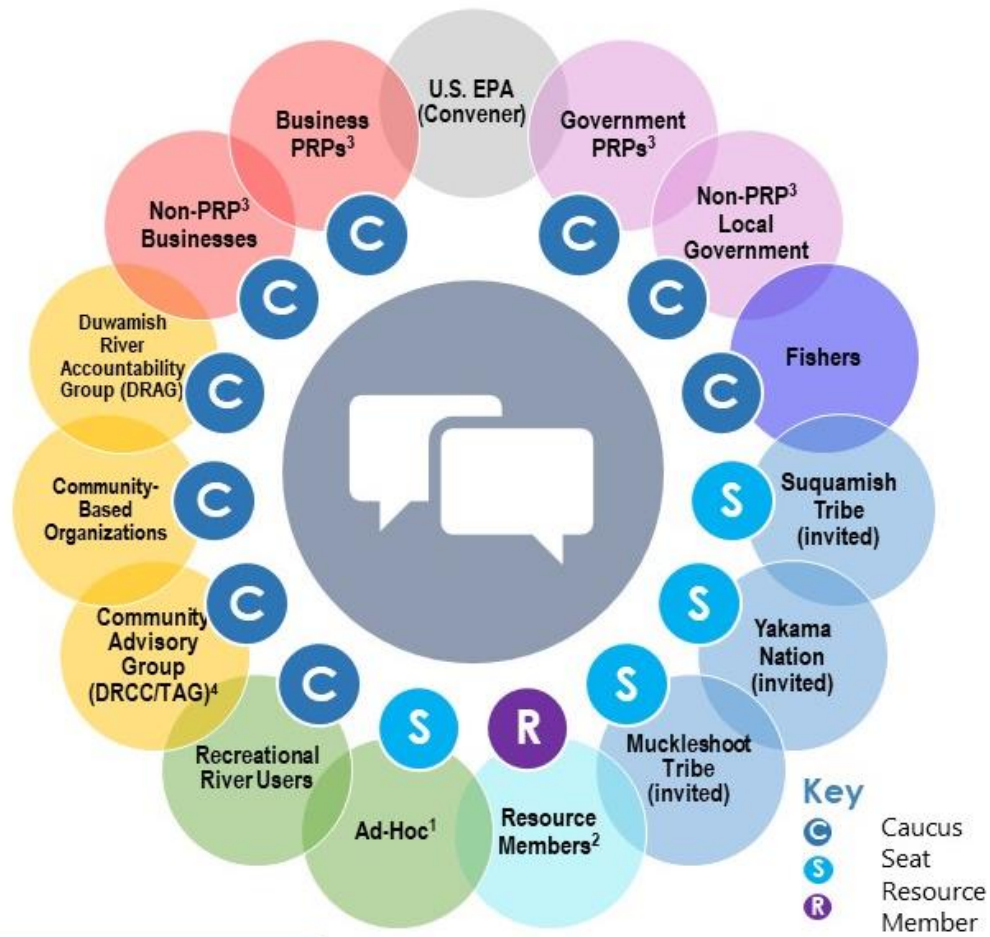 U.S. EPA
(Convener)
Government
PRPs³
Non-PRP³
Local
Government
Fishers
Suquamish
Tribe
(invited)
Yakama
Nation
(invited)
Muckleshoot
Tribe
(invited)
Resource
Members²
Ad-Hoc¹
Recreational
River Users
Community
Advisory
Group
(DRCC/TAG)⁴
Community-
Based
Organizations
Duwamish
River
Accountability
Group (DRAG)
Non-PRP³
Businesses
Business
PRPs³
C
C
C
S
S
S
R
S
C
C
C
C
C
C
Key
C Caucus
S Seat
R Resource
Member